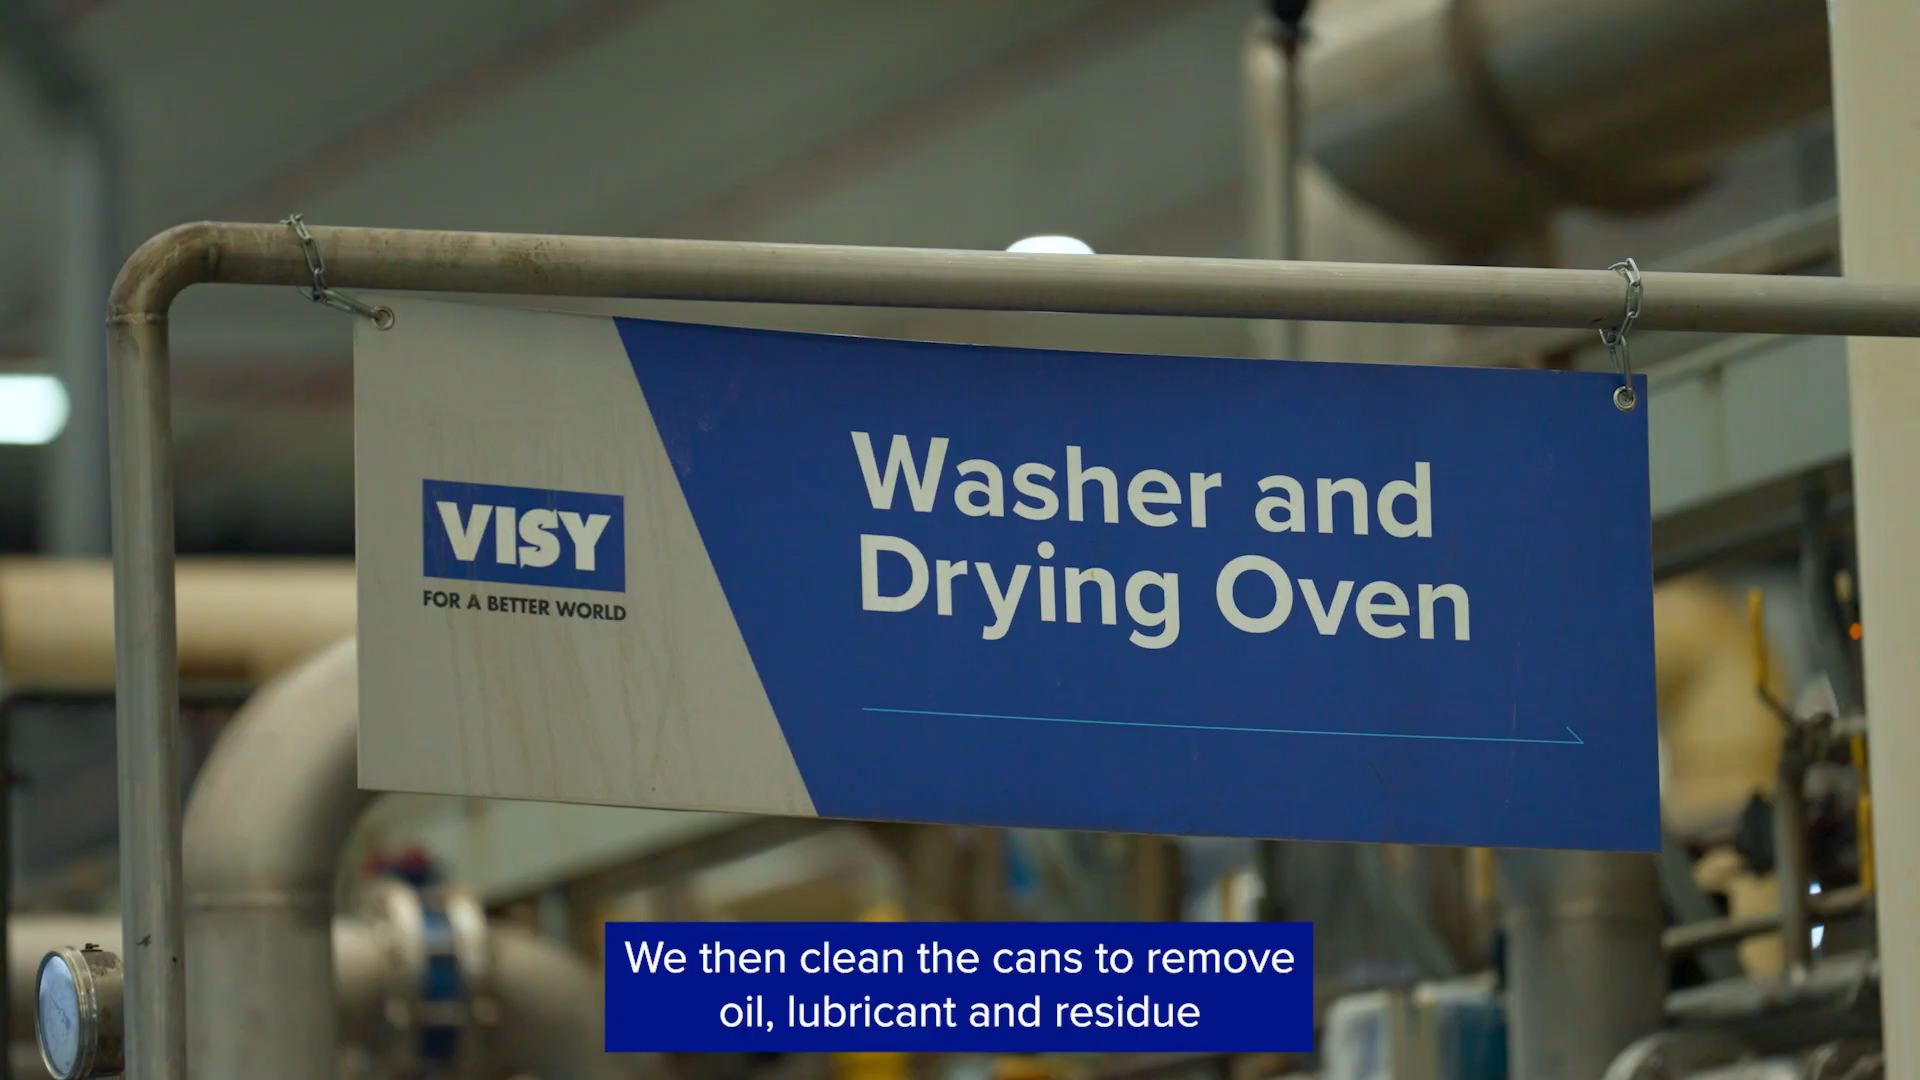 VISY
FOR A BETTER WORLD
Washer and
Drying Oven
We then clean the cans to remove
oil, lubricant and residue